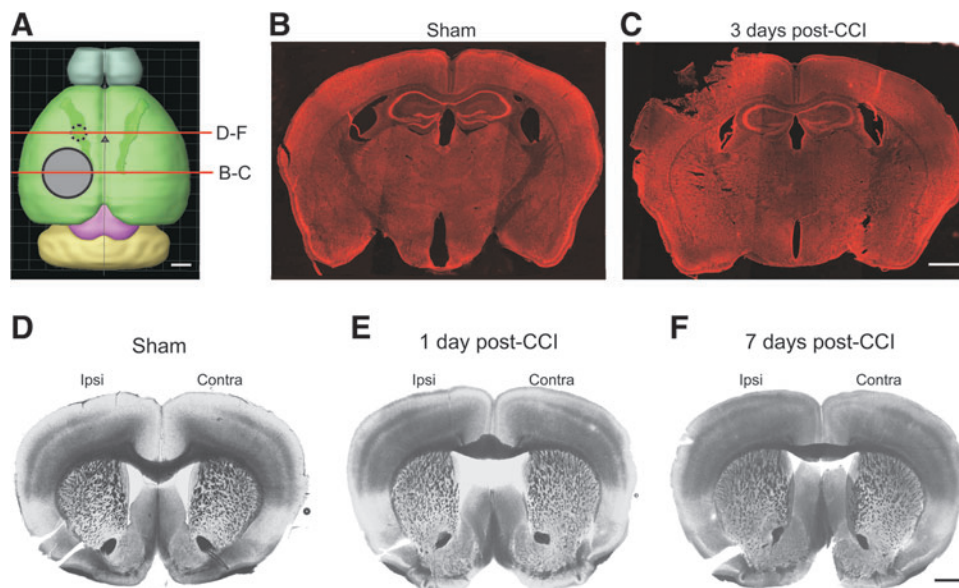 A
D-F
B-C
B
Sham
C
3 days post-CCI
D
Sham
Ipsi
Contra
E
1 day post-CCI
Ipsi
Contra
F
7 days post-CCI
Ipsi
Contra